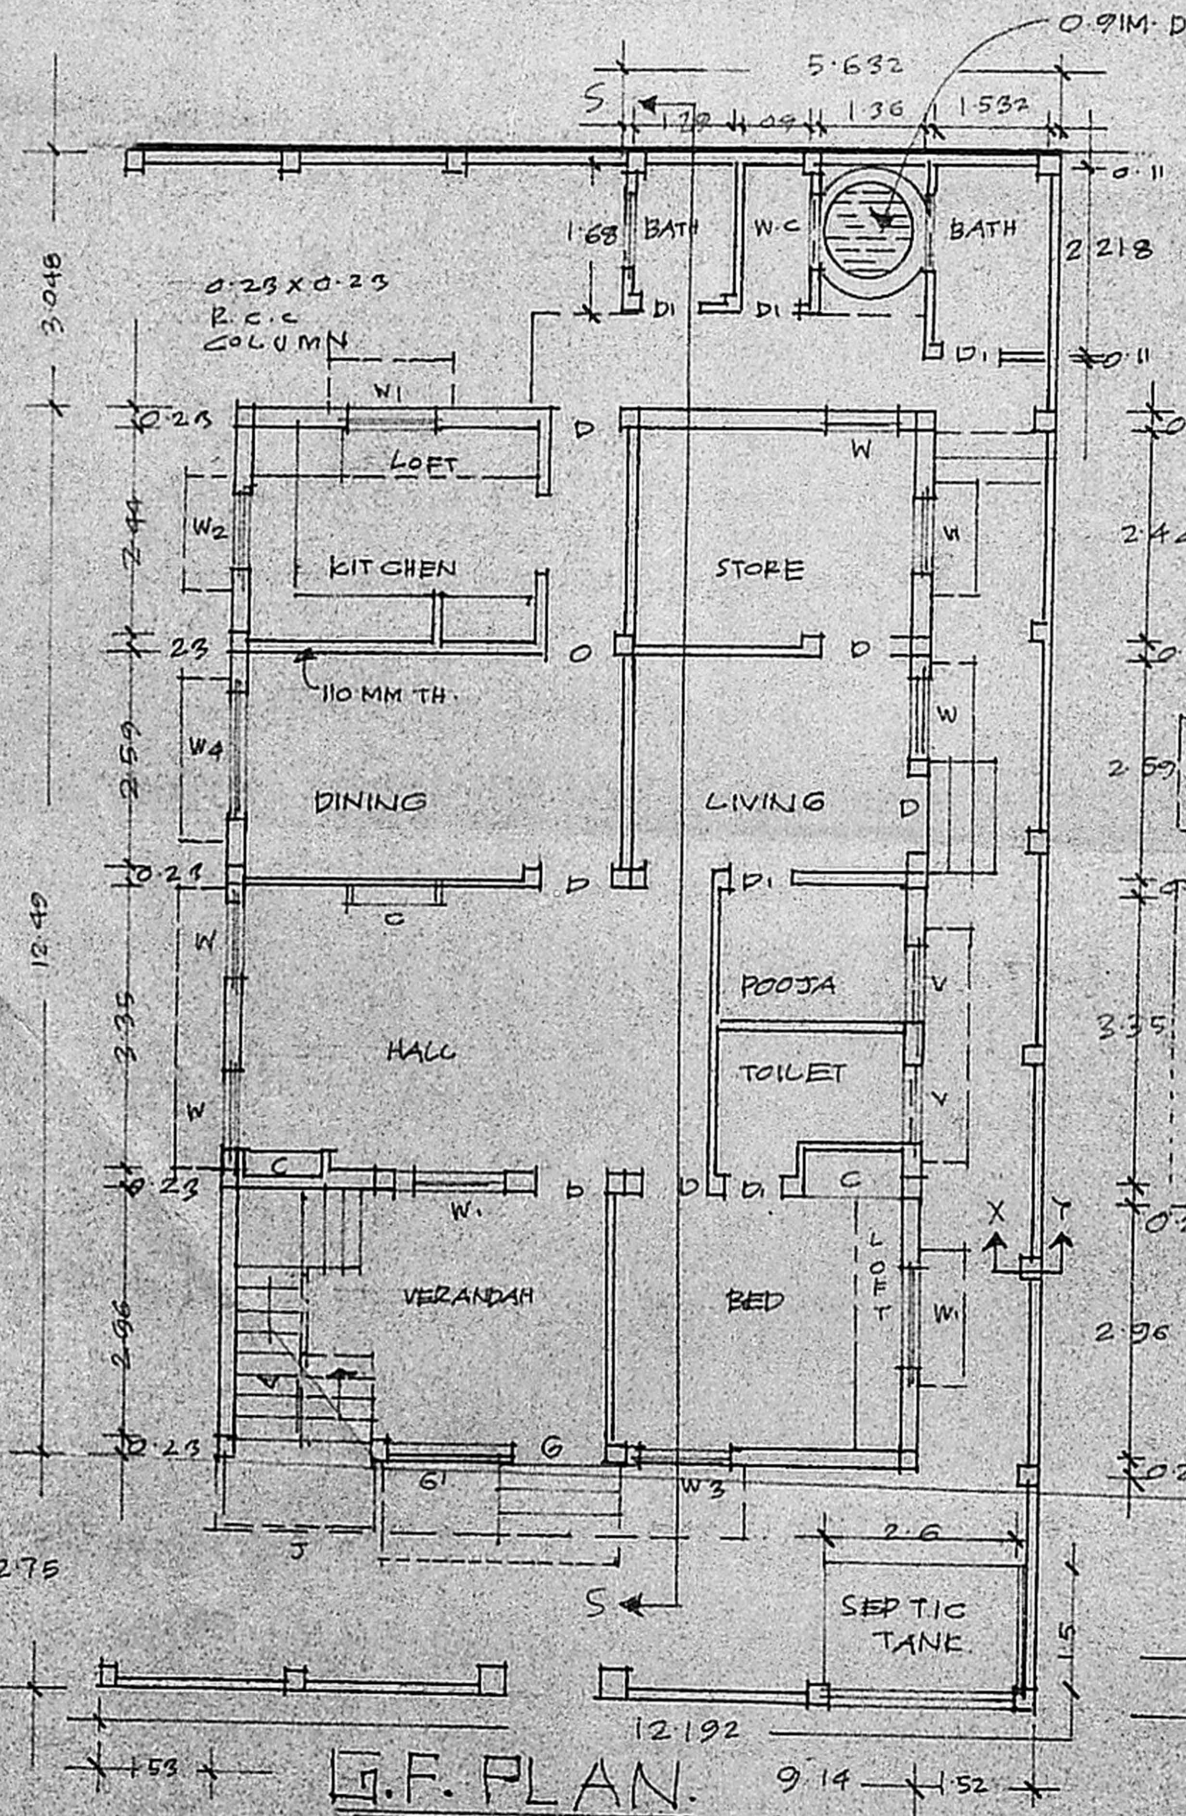 0.91M. D
5.632
S
1.36
1.532
0.11
1.68
BATH
W.C
BATH
2.218
3.048
0.23 X 0.23
R.C.C
COLUMN
D1
D1
D1
0.11
W1
0.23
D
W
LOFT
2.44
W2
KITCHEN
STORE
W
23
O
D
110 MM TH.
W
2.59
W4
DINING
LIVING
D
2.59
0.23
D
D1
C
12.49
W
POOJA
V
3.35
HALL
3.35
TOILET
V
W
C
C
0.23
W1
D
D
D1
X
Y
LOFT
VERANDAH
BED
W1
2.96
2.96
0.23
G
G1
W3
J
2.6
2.75
S
SEPTIC
TANK
1.5
12.192
1.53
G.F. PLAN.
9.14
1.52